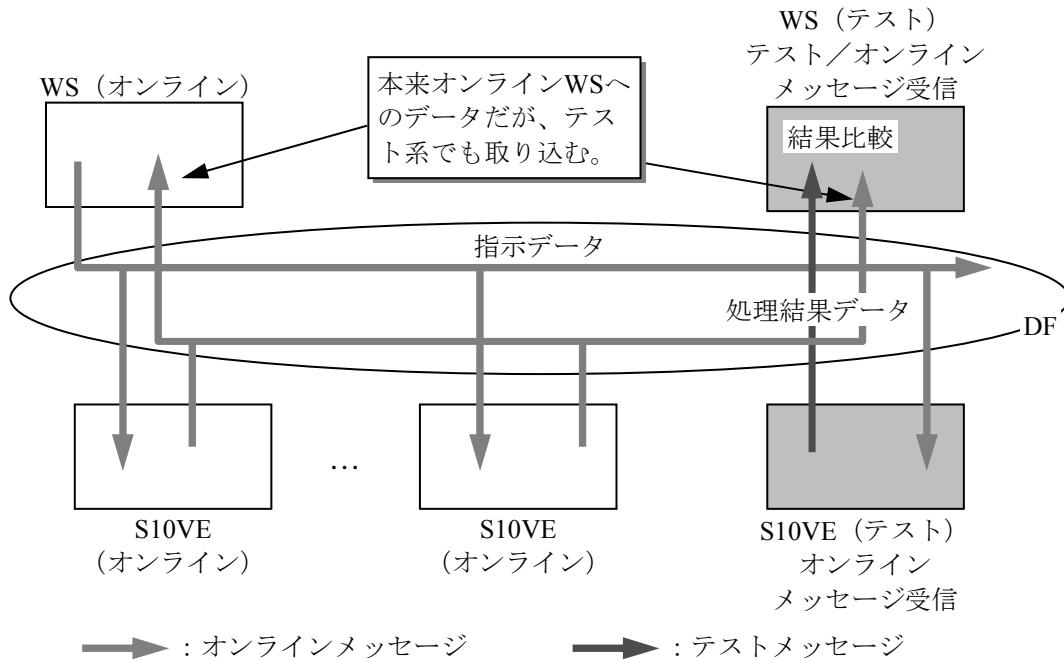 WS（テスト）
テスト／オンライン
メッセージ受信
WS（オンライン）
本来オンラインWSへ
のデータだが、テス
ト系でも取り込む。
結果比較
指示データ
処理結果データ
DF
…
S10VE
（オンライン）
S10VE
（オンライン）
S10VE（テスト）
オンライン
メッセージ受信
：オンラインメッセージ
：テストメッセージ